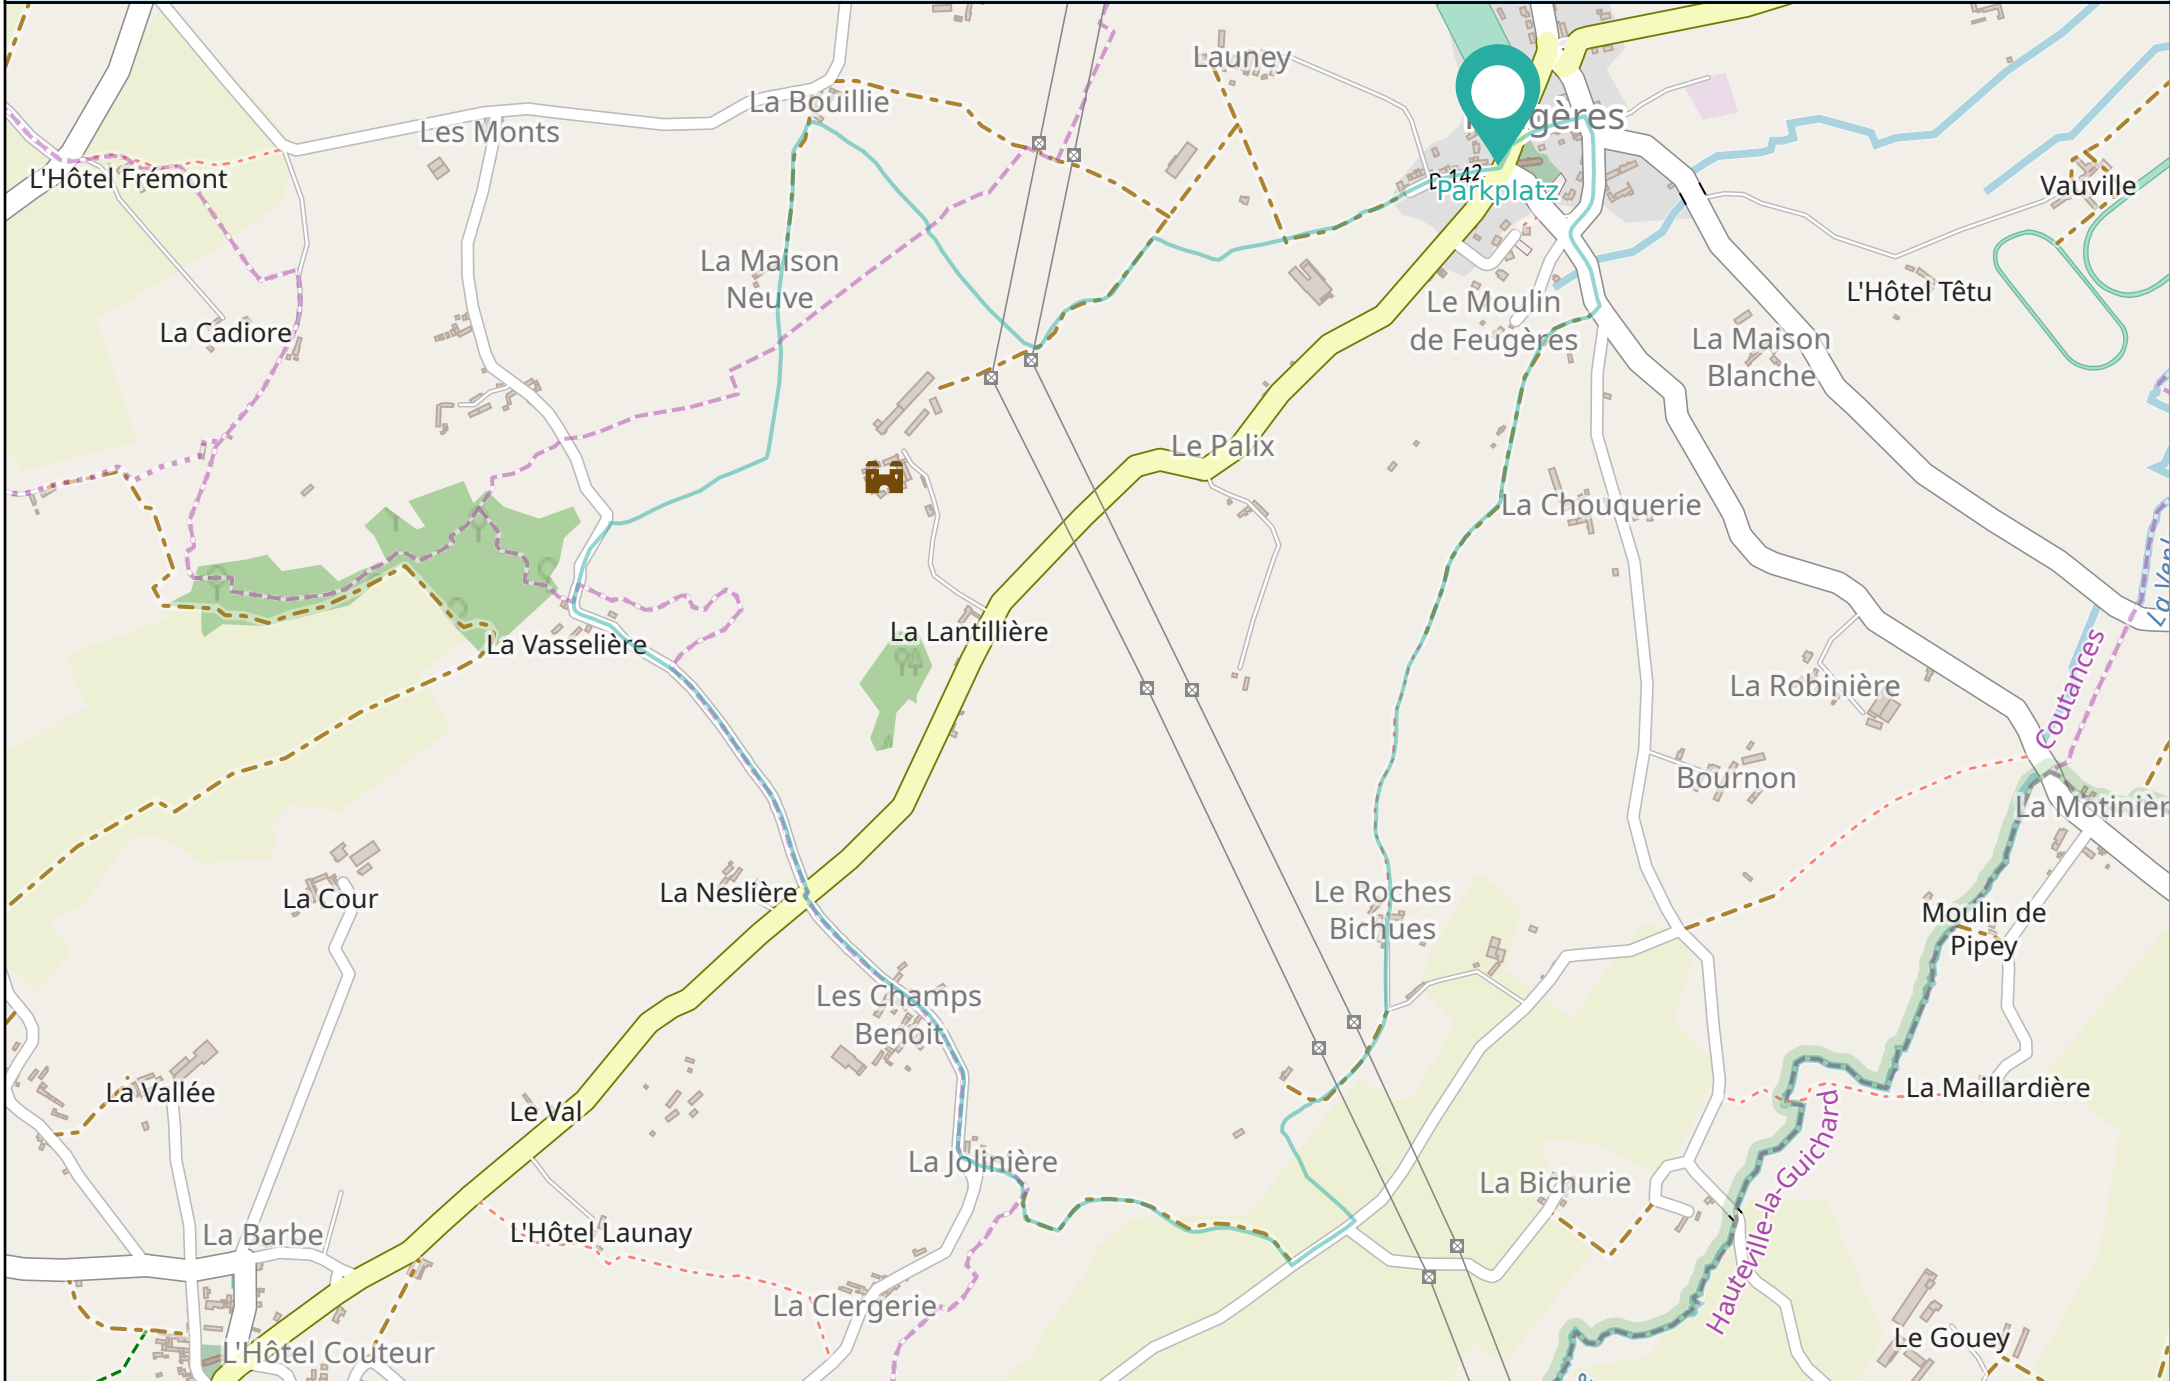 Launey
La Bouillie
Les Monts
gères
D 142
Parkplatz
L'Hôtel Frémont
Vauville
La Maison
Neuve
L'Hôtel Têtu
Le Moulin
de Feugères
La Cadiore
La Maison
Blanche
Le Palix
La Chouquerie
La Lantillière
La Vasselière
La Robinière
Coutances
Bournon
La Motinièr
La Cour
La Neslière
Le Roches
Bichues
Moulin de
Pipey
Les Champs
Benoit
La Vallée
Le Val
La Maillardière
La Jolinière
La Bichurie
Hauteville-la-Guichard
La Barbe
L'Hôtel Launay
La Clergerie
Le Gouey
L'Hôtel Couteur